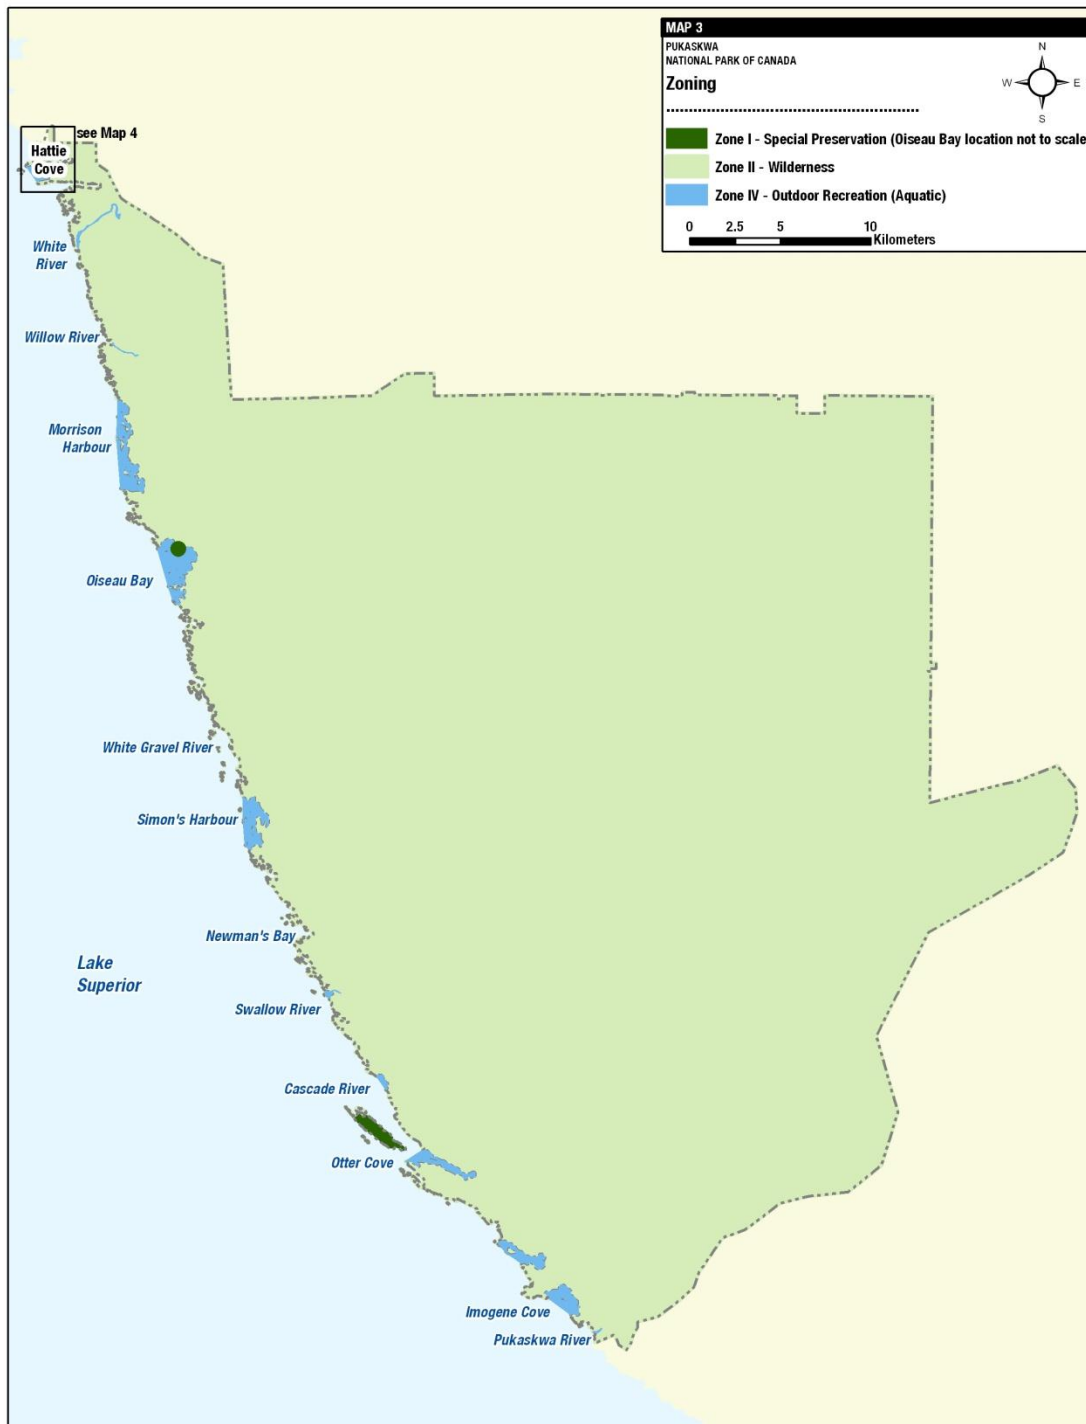 MAP 3
PUKASKWA
NATIONAL PARK OF CANADA
Zoning
N
W
E
S
Zone I - Special Preservation (Oiseau Bay location not to scale
Zone II - Wilderness
Zone IV - Outdoor Recreation (Aquatic)
0 2.5 5 10
Kilometers
see Map 4
Hattie
Cove
White
River
Willow River
Morrison
Harbour
Oiseau Bay
White Gravel River
Simon's Harbour
Newman's Bay
Lake
Superior
Swallow River
Cascade River
Otter Cove
Imogene Cove
Pukaskwa River